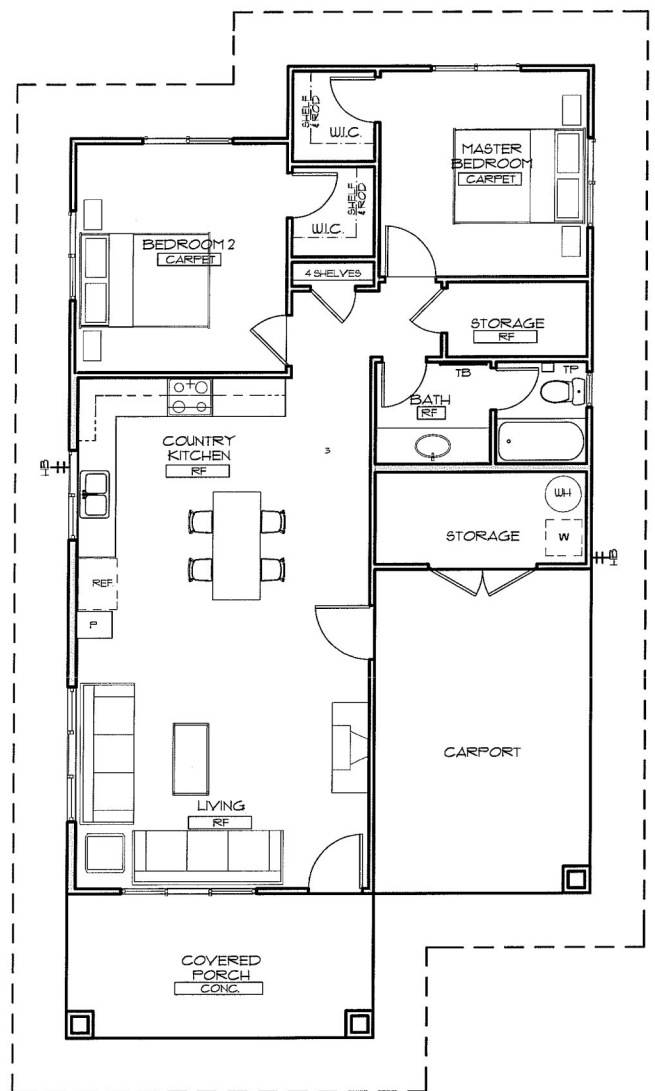 SHELF
& ROD
W.I.C.
MASTER
BEDROOM
CARPET
SHELF
& ROD
W.I.C.
BEDROOM 2
CARPET
4 SHELVES
STORAGE
RF
TB
TP
BATH
RF
COUNTRY
KITCHEN
RF
3
HB
WH
STORAGE
W
HB
REF.
P
CARPORT
LIVING
RF
COVERED
PORCH
CONC.